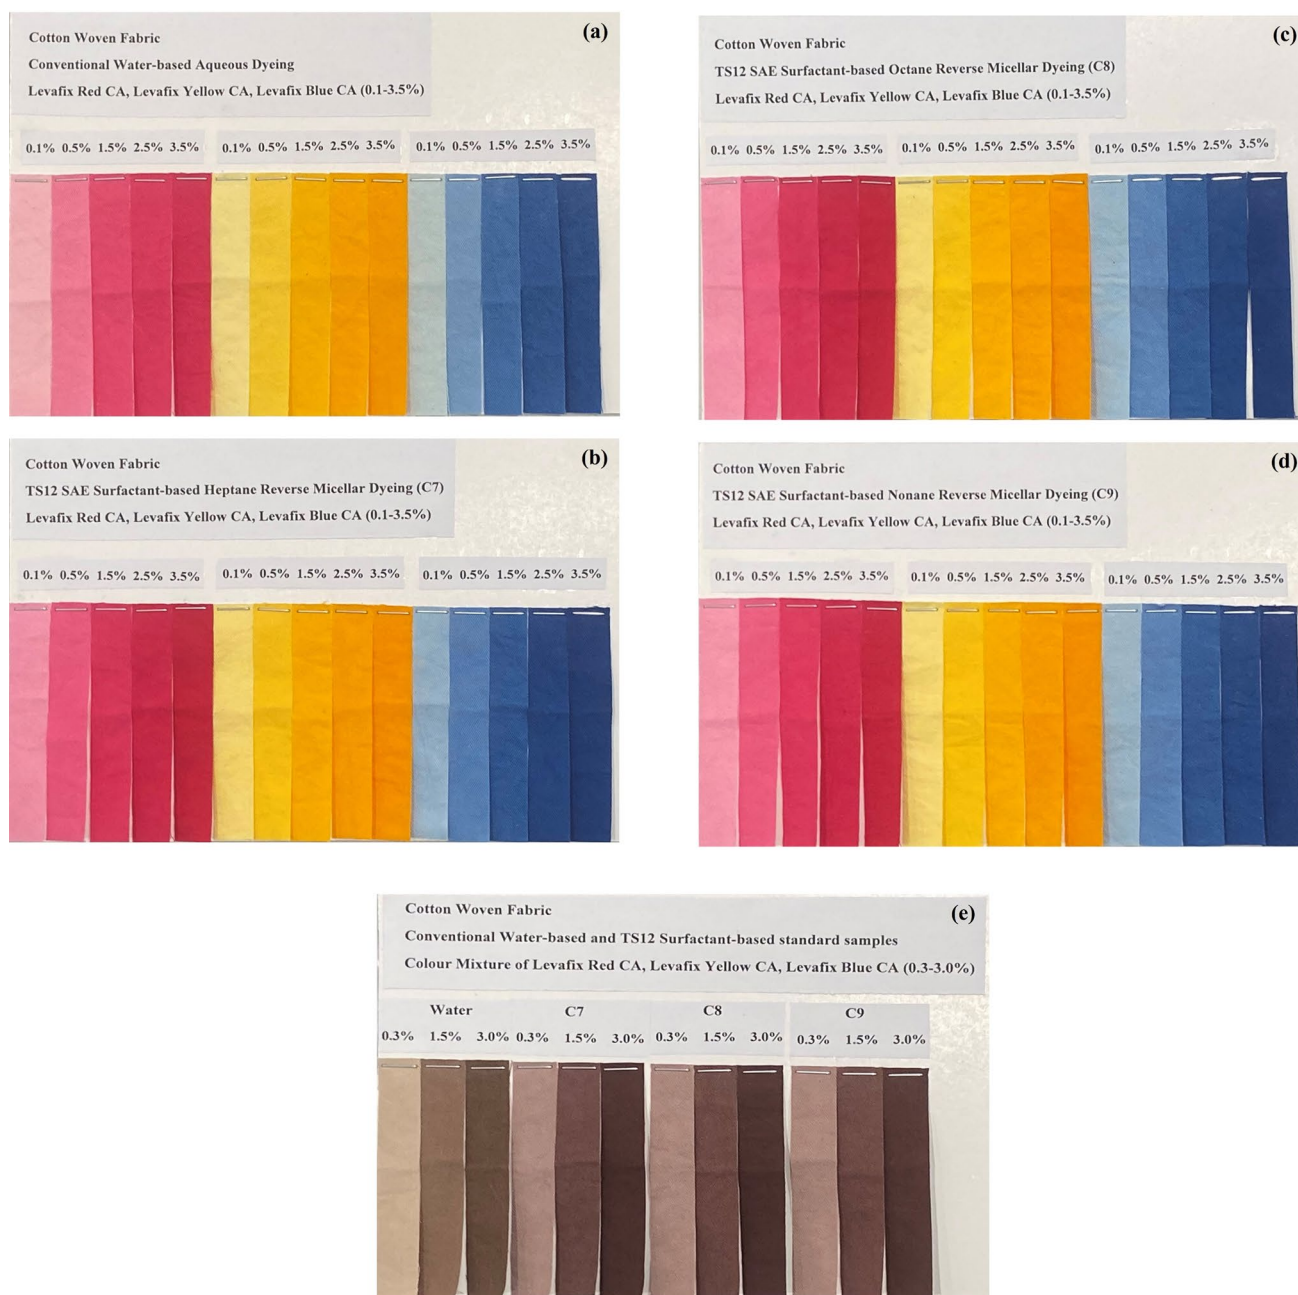 (a)
Cotton Woven Fabric
Conventional Water-based Aqueous Dyeing
Levafix Red CA, Levafix Yellow CA, Levafix Blue CA (0.1-3.5%)
0.1% 0.5% 1.5% 2.5% 3.5% 0.1% 0.5% 1.5% 2.5% 3.5% 0.1% 0.5% 1.5% 2.5% 3.5%
(c)
Cotton Woven Fabric
TS12 SAE Surfactant-based Octane Reverse Micellar Dyeing (C8)
Levafix Red CA, Levafix Yellow CA, Levafix Blue CA (0.1-3.5%)
0.1% 0.5% 1.5% 2.5% 3.5% 0.1% 0.5% 1.5% 2.5% 3.5% 0.1% 0.5% 1.5% 2.5% 3.5%
(b)
Cotton Woven Fabric
TS12 SAE Surfactant-based Heptane Reverse Micellar Dyeing (C7)
Levafix Red CA, Levafix Yellow CA, Levafix Blue CA (0.1-3.5%)
0.1% 0.5% 1.5% 2.5% 3.5% 0.1% 0.5% 1.5% 2.5% 3.5% 0.1% 0.5% 1.5% 2.5% 3.5%
(d)
Cotton Woven Fabric
TS12 SAE Surfactant-based Nonane Reverse Micellar Dyeing (C9)
Levafix Red CA, Levafix Yellow CA, Levafix Blue CA (0.1-3.5%)
0.1% 0.5% 1.5% 2.5% 3.5% 0.1% 0.5% 1.5% 2.5% 3.5% 0.1% 0.5% 1.5% 2.5% 3.5%
(e)
Cotton Woven Fabric
Conventional Water-based and TS12 Surfactant-based standard samples
Colour Mixture of Levafix Red CA, Levafix Yellow CA, Levafix Blue CA (0.3-3.0%)
Water C7 C8 C9
0.3% 1.5% 3.0% 0.3% 1.5% 3.0% 0.3% 1.5% 3.0% 0.3% 1.5% 3.0%